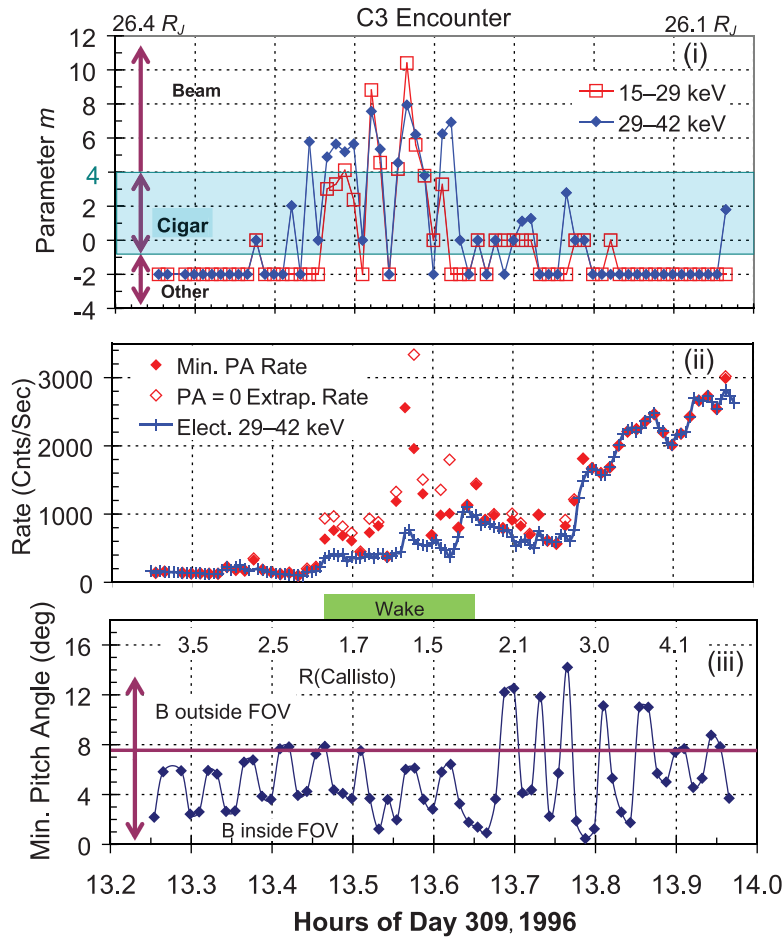 C3 Encounter
26.4 R_J
26.1 R_J
(i)
Parameter m
12
10
8
6
4
2
0
-2
-4
Beam
Cigar
Other
15–29 keV
29–42 keV
(ii)
Rate (Cnts/Sec)
3000
2000
1000
0
Min. PA Rate
PA = 0 Extrap. Rate
Elect. 29–42 keV
Wake
(iii)
Min. Pitch Angle (deg)
18
16
12
8
4
0
3.5 2.5 1.7 1.5 2.1 3.0 4.1
R(Callisto)
B outside FOV
B inside FOV
13.2 13.3 13.4 13.5 13.6 13.7 13.8 13.9 14.0
Hours of Day 309, 1996